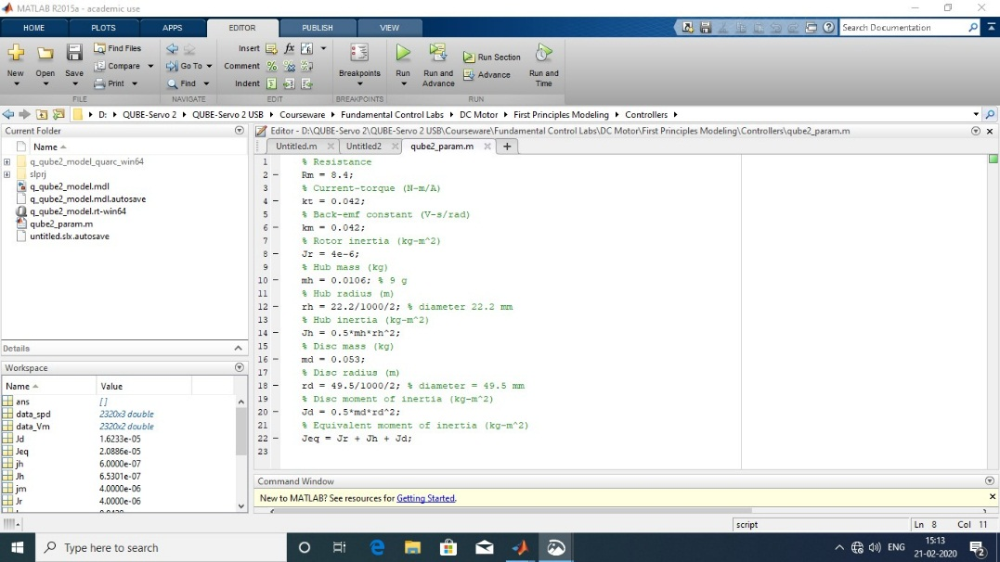 MATLAB R2015a - academic use
HOME PLOTS APPS EDITOR PUBLISH VIEW
Search Documentation
New Open Save
Find Files
Compare
Print
FILE
Go To
Find
NAVIGATE
Insert
Comment
Indent
EDIT
Breakpoints
BREAKPOINTS
Run Run and Advance
Run Section
Advance
Run and Time
RUN
D: QUBE-Servo 2 QUBE-Servo 2 USB Courseware Fundamental Control Labs DC Motor First Principles Modeling Controllers
Current Folder
Name
q_qube2_model_quarc_win64
slprj
q_qube2_model.mdl
q_qube2_model.mdl.autosave
q_qube2_model.rt-win64
qube2_param.m
untitled.slx.autosave
Details
Workspace
Name Value
ans []
data_spd 2320x3 double
data_Vm 2320x2 double
Jd 1.6233e-05
Jeq 2.0886e-05
jh 6.0000e-07
Jh 6.5301e-07
jm 4.0000e-06
Jr 4.0000e-06
Editor - D:\QUBE-Servo 2\QUBE-Servo 2 USB\Courseware\Fundamental Control Labs\DC Motor\First Principles Modeling\Controllers\qube2_param.m
Untitled.m Untitled2 qube2_param.m
1 % Resistance
2 - Rm = 8.4;
3 % Current-torque (N-m/A)
4 - kt = 0.042;
5 % Back-emf constant (V-s/rad)
6 - km = 0.042;
7 % Rotor inertia (kg-m^2)
8 - Jr = 4e-6;
9 % Hub mass (kg)
10 - mh = 0.0106; % 9 g
11 % Hub radius (m)
12 - rh = 22.2/1000/2; % diameter 22.2 mm
13 % Hub inertia (kg-m^2)
14 - Jh = 0.5*mh*rh^2;
15 % Disc mass (kg)
16 - md = 0.053;
17 % Disc radius (m)
18 - rd = 49.5/1000/2; % diameter = 49.5 mm
19 % Disc moment of inertia (kg-m^2)
20 - Jd = 0.5*md*rd^2;
21 % Equivalent moment of inertia (kg-m^2)
22 - Jeq = Jr + Jh + Jd;
23
Command Window
New to MATLAB? See resources for Getting Started.
script Ln 8 Col 11
Type here to search
ENG
15:13
21-02-2020
2